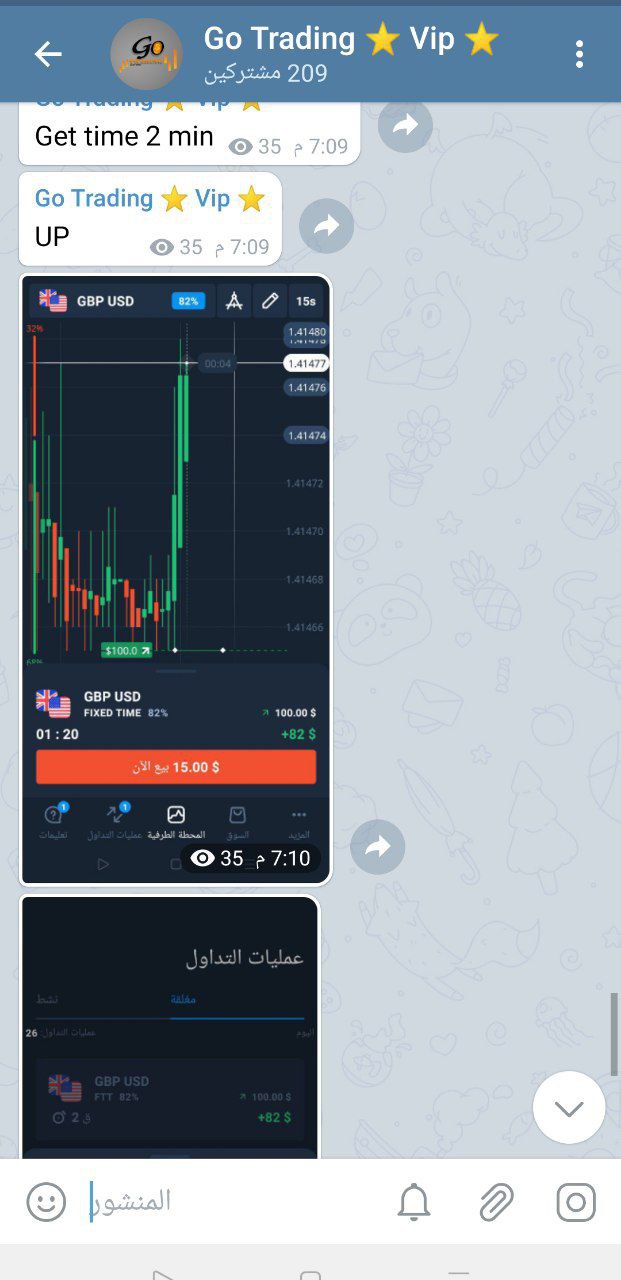 Go Trading ⭐ Vip ⭐
209 مشتركين
Go Trading ⭐ Vip ⭐
Get time 2 min
35 7:09 م
Go Trading ⭐ Vip ⭐
UP
35 7:09 م
GBP USD 82% 15s
32%
1.41480
00:04 1.41477
1.41476
1.41474
1.41472
1.41470
1.41468
1.41466
$100.0
68%
GBP USD
FIXED TIME 82% 100.00 $
01 : 20 +82 $
بيع الآن 15.00 $
1 1
تعليمات عمليات التداول المحطة الطرفية السوق المزيد
35 7:10 م
عمليات التداول
نشط مغلقة
عمليات التداول: 26 اليوم
GBP USD
FTT 82% 100.00 $
2 ق +82 $
المنشور